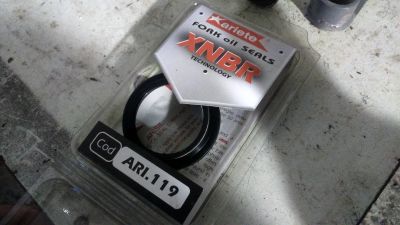 ariete
FORK oil SEALS
XNBR
TECHNOLOGY
Cod
ARI.119